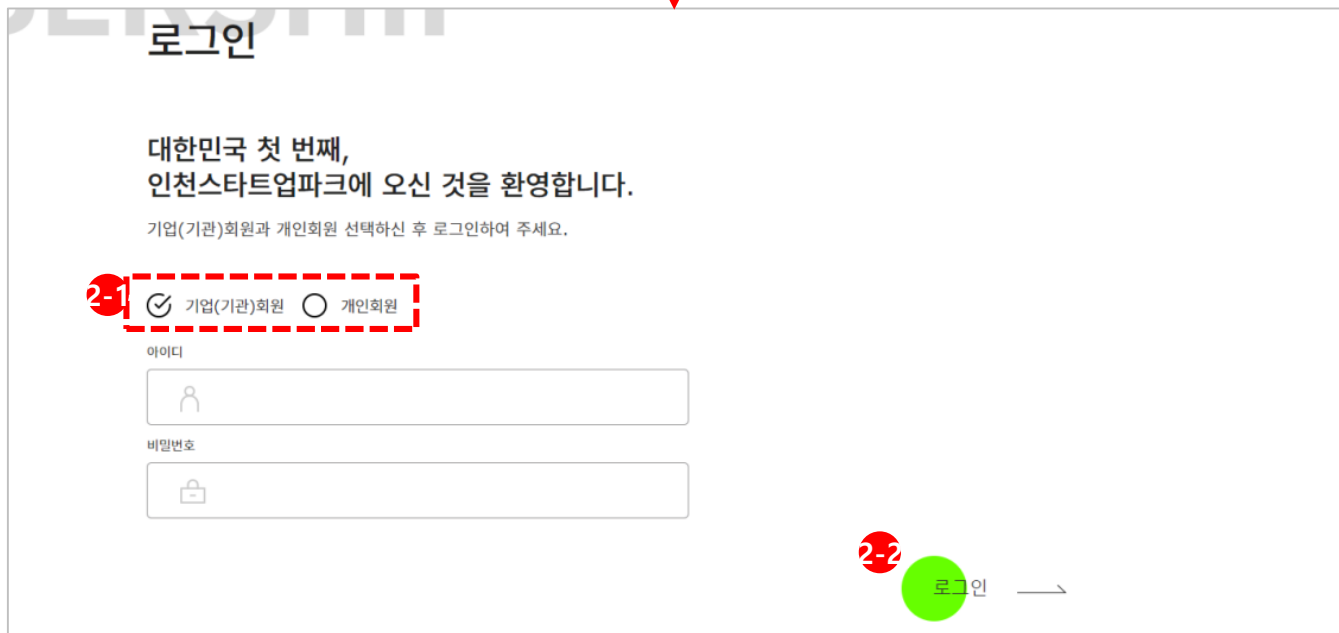 로그인
대한민국 첫 번째,
인천스타트업파크에 오신 것을 환영합니다.
기업(기관)회원과 개인회원 선택하신 후 로그인하여 주세요.
2-1
기업(기관)회원 개인회원
아이디
비밀번호
2-2
로그인